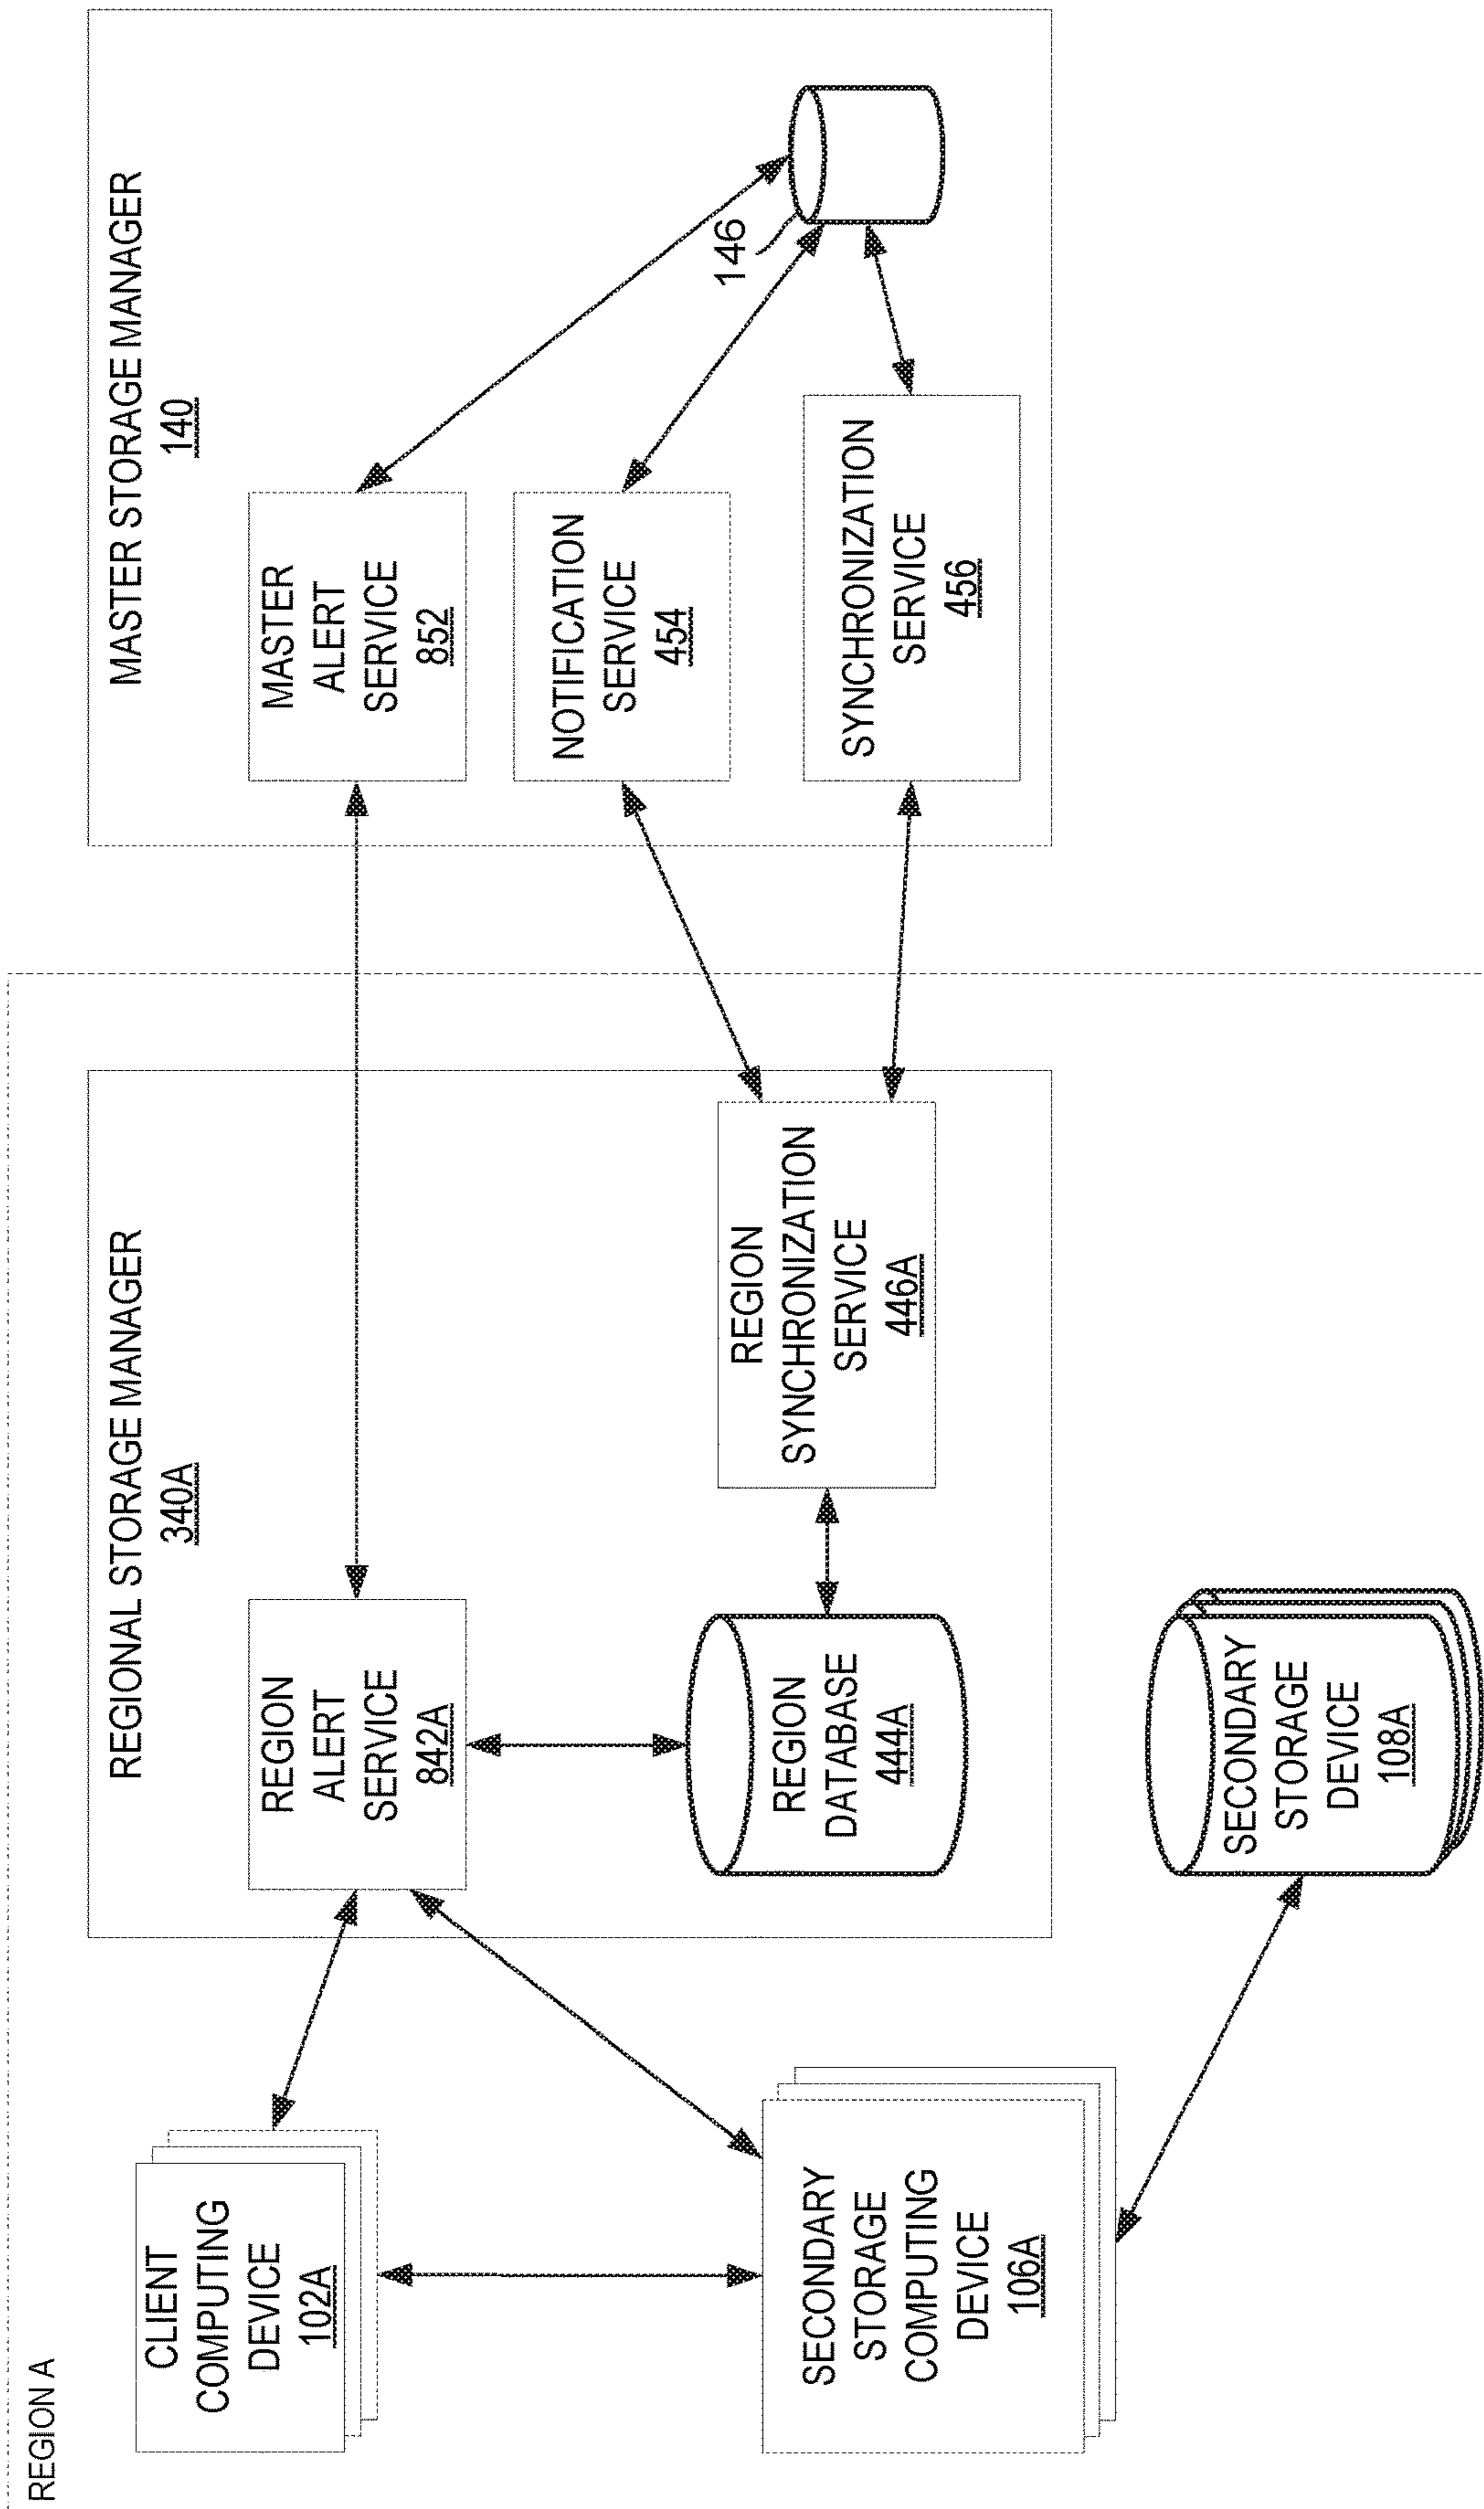 REGION A
CLIENT
COMPUTING
DEVICE
102A
SECONDARY
STORAGE
COMPUTING
DEVICE
106A
REGIONAL STORAGE MANAGER
340A
REGION
ALERT
SERVICE
842A
REGION
DATABASE
444A
REGION
SYNCHRONIZATION
SERVICE
446A
SECONDARY
STORAGE
DEVICE
108A
MASTER STORAGE MANAGER
140
MASTER
ALERT
SERVICE
852
NOTIFICATION
SERVICE
454
SYNCHRONIZATION
SERVICE
456
146